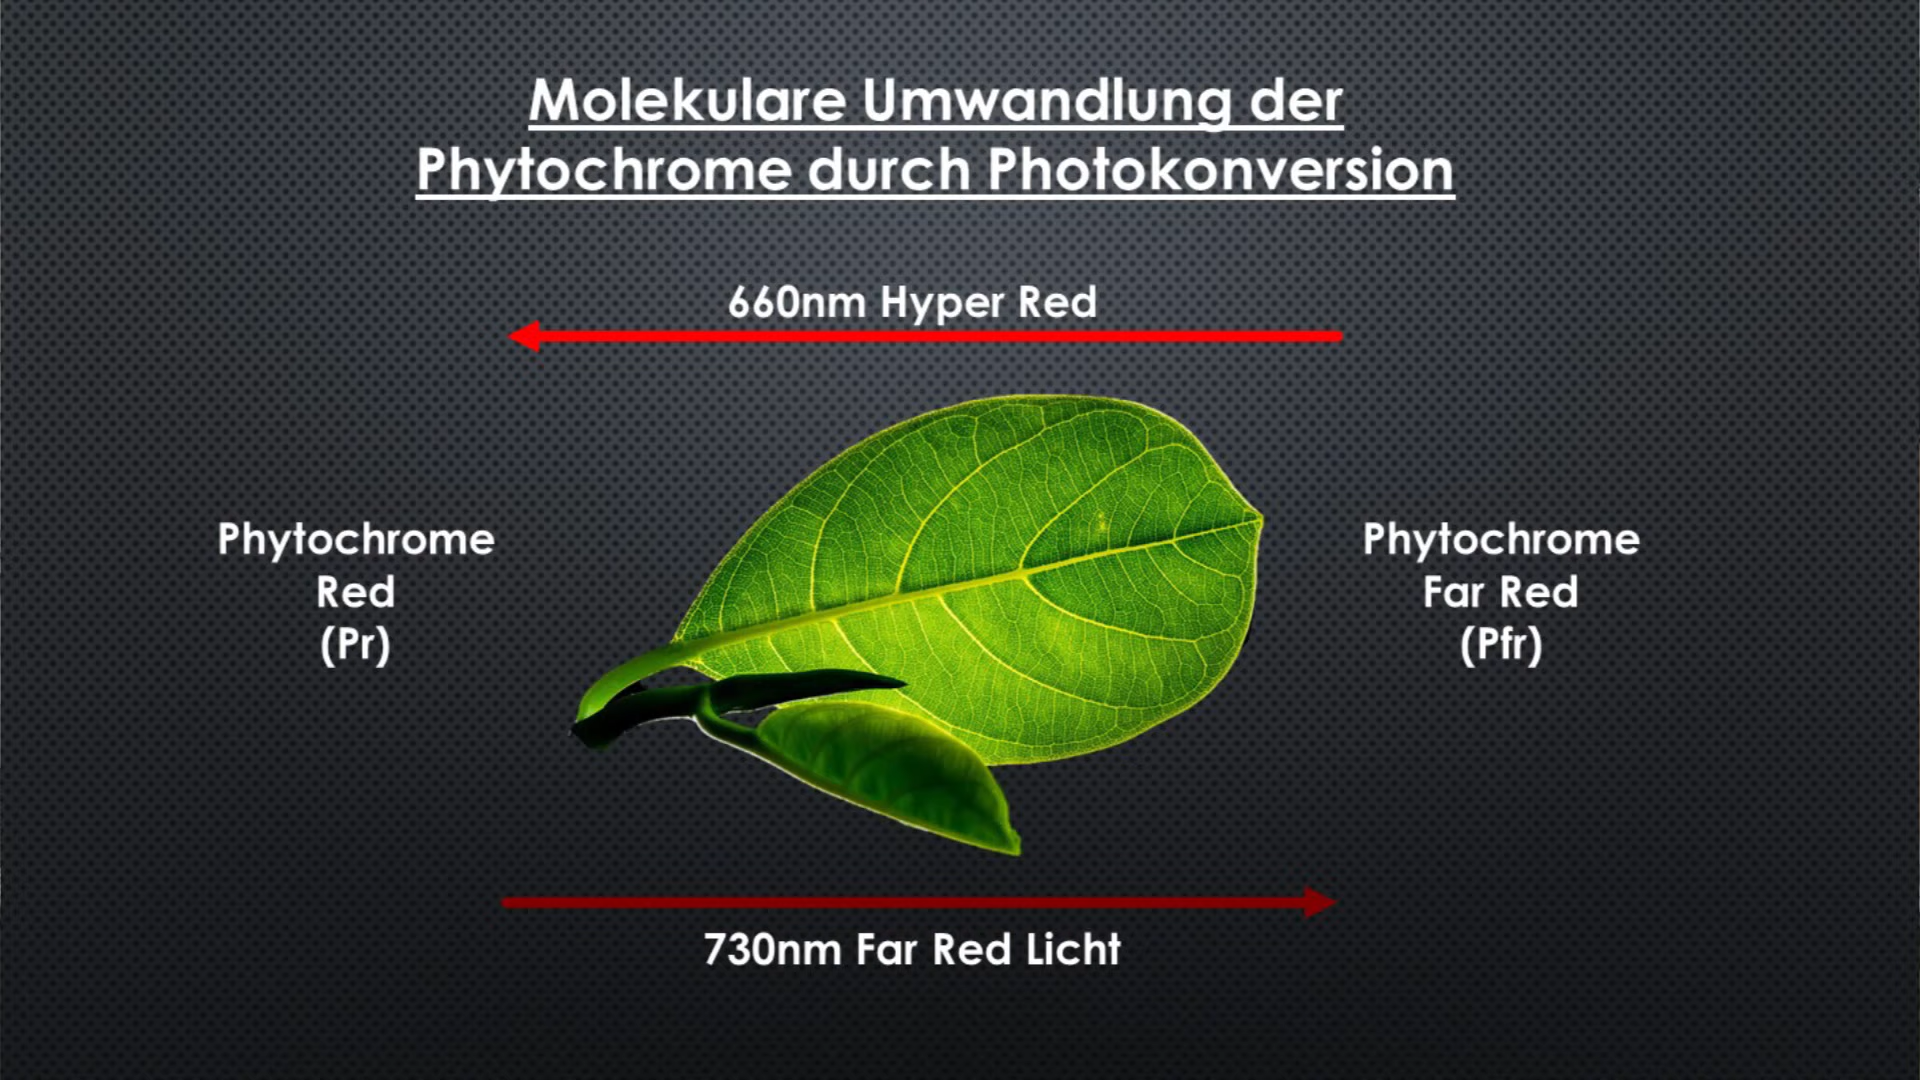 Molekulare Umwandlung der
Phytochrome durch Photokonversion
660nm Hyper Red
Phytochrome
Red
(Pr)
Phytochrome
Far Red
(Pfr)
730nm Far Red Licht